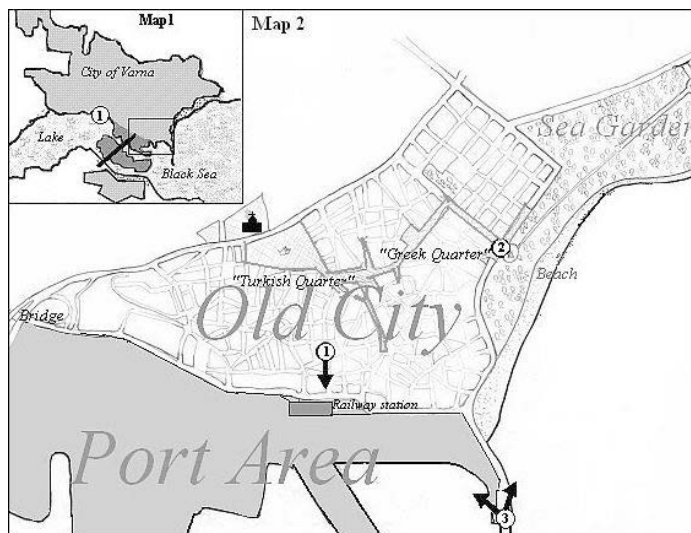 Map1
Map 2
City of Varna
1
Lake
Black Sea
Sea Garden
2
"Greek Quarter"
Beach
"Turkish Quarter"
Old City
Bridge
1
Railway station
Port Area
3